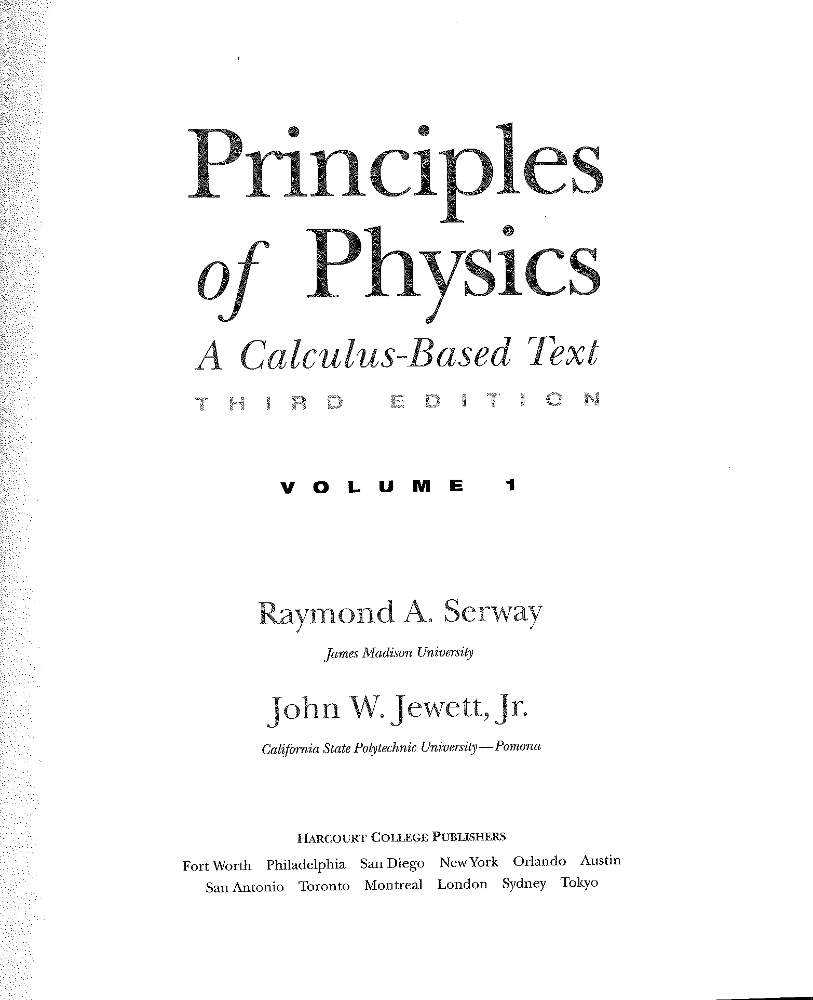 Principles
of Physics
A Calculus-Based Text
THIRD EDITION
VOLUME 1
Raymond A. Serway
James Madison University
John W. Jewett, Jr.
California State Polytechnic University—Pomona
HARCOURT COLLEGE PUBLISHERS
Fort Worth Philadelphia San Diego New York Orlando Austin
San Antonio Toronto Montreal London Sydney Tokyo